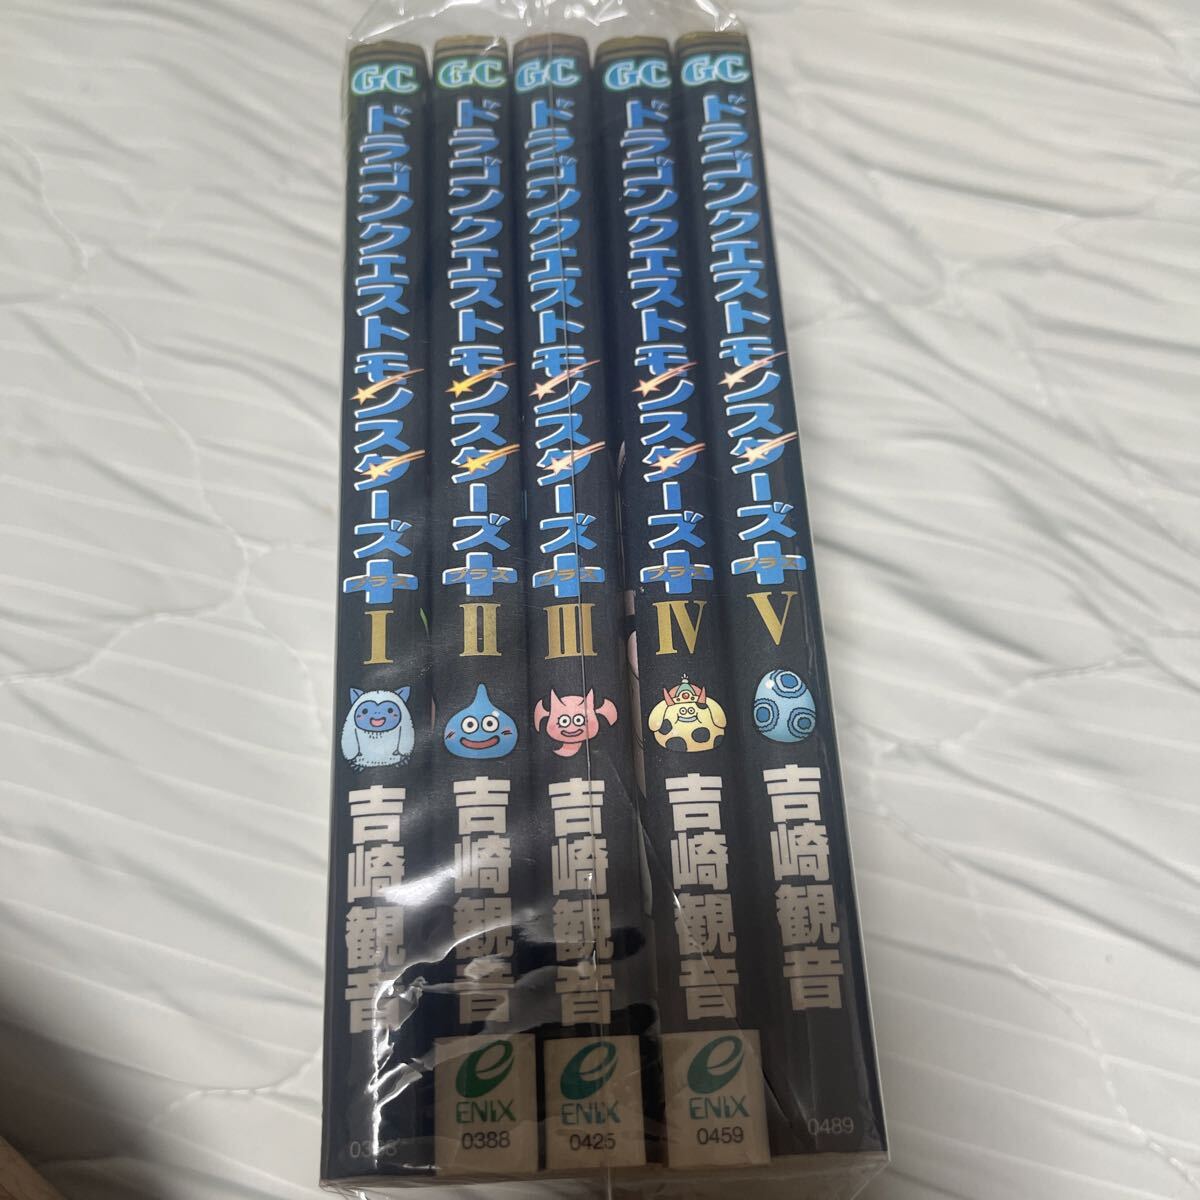 GC
ドラゴンクエストモンスターズ
プラス
I
吉崎観音
GC
ドラゴンクエストモンスターズ
プラス
II
吉崎観音
e
ENIX
0388
GC
ドラゴンクエストモンスターズ
プラス
III
吉崎観音
e
ENIX
0425
GC
ドラゴンクエストモンスターズ
プラス
IV
吉崎観音
e
ENIX
0459
GC
ドラゴンクエストモンスターズ
プラス
V
吉崎観音
0489